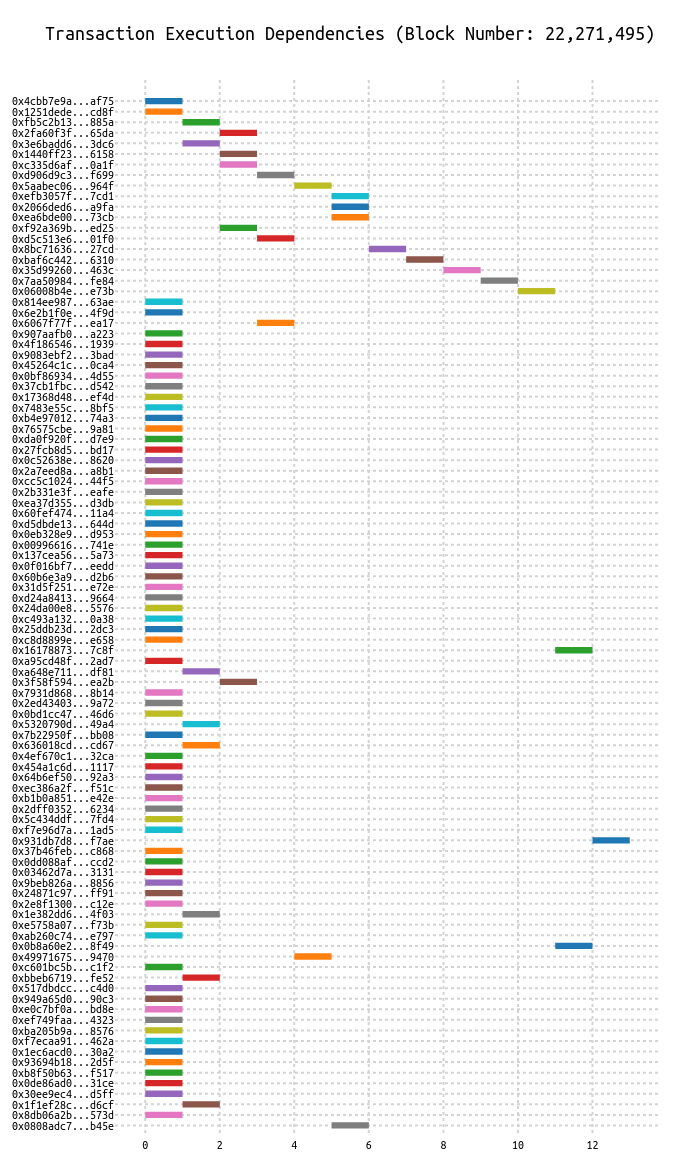 Transaction Execution Dependencies (Block Number: 22,271,495)
0x4cbb7e9a...af75
0x1251dede...cd8f
0xfb5c2b13...885a
0x2fa60f3f...65da
0x3e6badd6...3dc6
0x1440ff23...6158
0xc335d6af...0a1f
0xd906d9c3...f699
0x5aabec06...964f
0xefb3057f...7cd1
0x2066ded6...a9fa
0xea6bde00...73cb
0xf92a369b...ed25
0xd5c513e6...01f0
0x8bc71636...27cd
0xbaf6c442...6310
0x35d99260...463c
0x7aa50984...fe84
0x06008b4e...e73b
0x814ee987...63ae
0x6e2b1f0e...4f9d
0x6067f77f...ea17
0x907aafb0...a223
0x4f186546...1939
0x9083ebf2...3bad
0x45264c1c...0ca4
0x0bf86934...4d55
0x37cb1fbc...d542
0x17368d48...ef4d
0x7483e55c...8bf5
0xb4e97012...74a3
0x76575cbe...9a81
0xda0f920f...d7e9
0x27fcb8d5...bd17
0x0c52638e...8620
0x2a7eed8a...a8b1
0xcc5c1024...44f5
0x2b331e3f...eafe
0xea37d355...d3db
0x60fef474...11a4
0xd5dbde13...644d
0x0eb328e9...d953
0x00996616...741e
0x137cea56...5a73
0x0f016bf7...eedd
0x60b6e3a9...d2b6
0x31d5f251...e72e
0xd24a8413...9664
0x24da00e8...5576
0xc493a132...0a38
0x25ddb23d...2dc3
0xc8d8899e...e658
0x16178873...7c8f
0xa95cd48f...2ad7
0xa648e711...df81
0x3f58f594...ea2b
0x7931d868...8b14
0x2ed43403...9a72
0x0bd1cc47...46d6
0x5320790d...49a4
0x7b22950f...bb08
0x636018cd...cd67
0x4ef670c1...32ca
0x454a1c6d...1117
0x64b6ef50...92a3
0xec386a2f...f51c
0xb1b0a851...e42e
0x2dff0352...6234
0x5c434ddf...7fd4
0xf7e96d7a...1ad5
0x931db7d8...f7ae
0x37b46feb...c868
0x0dd088af...ccd2
0x03462d7a...3131
0x9beb826a...8856
0x24871c97...ff91
0x2e8f1300...c12e
0x1e382dd6...4f03
0xe5758a07...f73b
0xab260c74...e797
0x0b8a60e2...8f49
0x49971675...9470
0xc601bc5b...c1f2
0xbbeb6719...fe52
0x517dbdcc...c4d0
0x949a65d0...90c3
0xe0c7bf0a...bd8e
0xef749faa...4323
0xba205b9a...8576
0xf7ecaa91...462a
0x1ec6acd0...30a2
0x93694b18...2d5f
0xb8f50b63...f517
0x0de86ad0...31ce
0x30ee9ec4...d5ff
0x1f1ef28c...d6cf
0x8db06a2b...573d
0x0808adc7...b45e
0 2 4 6 8 10 12